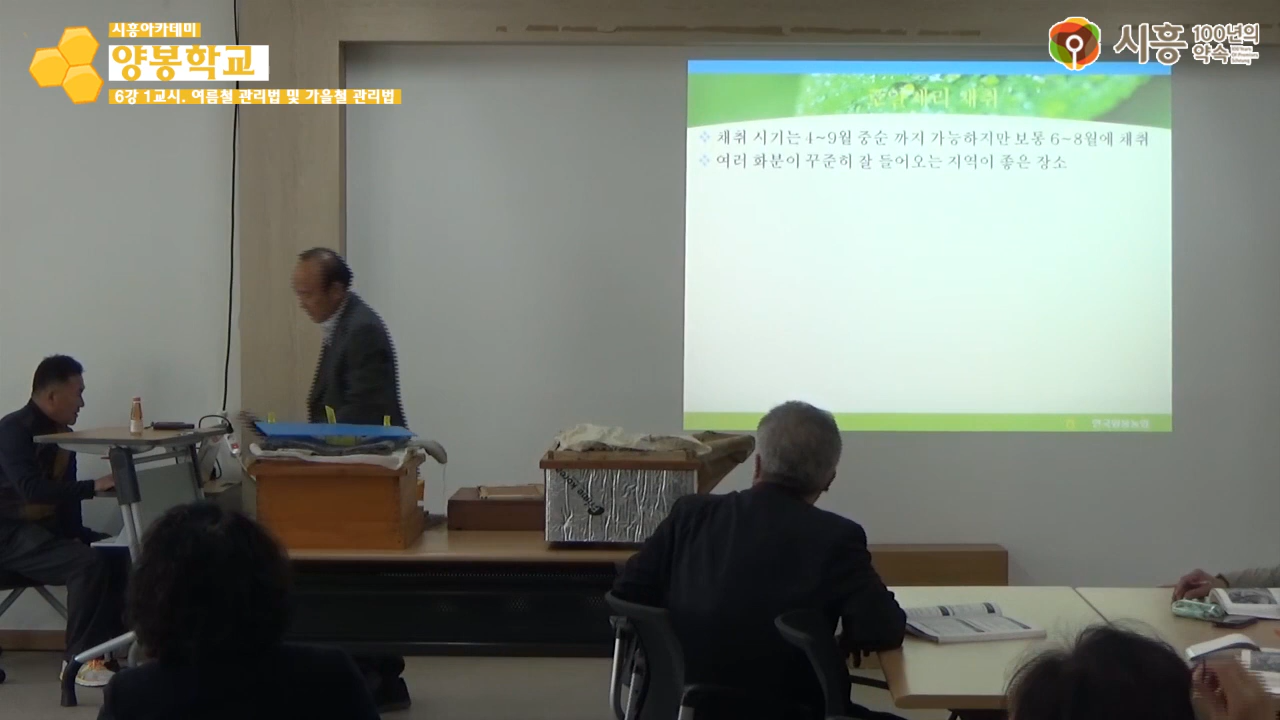 시흥아카데미
양봉학교
6강 1교시. 여름철 관리법 및 가을철 관리법
시흥 100년의 약속
채취 시기는 4~9월 중순 까지 가능하지만 보통 6~8월에 채취
여러 화분이 꾸준히 잘 들어오는 지역이 좋은 장소